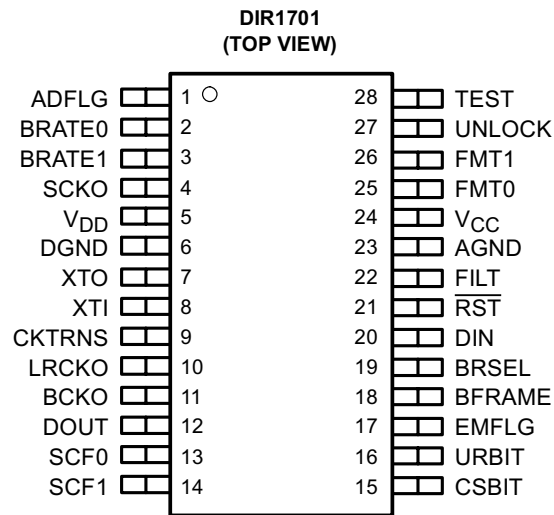 DIR1701
(TOP VIEW)
ADFLG 1 28 TEST
BRATE0 2 27 UNLOCK
BRATE1 3 26 FMT1
SCKO 4 25 FMT0
VDD 5 24 VCC
DGND 6 23 AGND
XTO 7 22 FILT
XTI 8 21 R̅S̅T̅
CKTRNS 9 20 DIN
LRCKO 10 19 BRSEL
BCKO 11 18 BFRAME
DOUT 12 17 EMFLG
SCF0 13 16 URBIT
SCF1 14 15 CSBIT